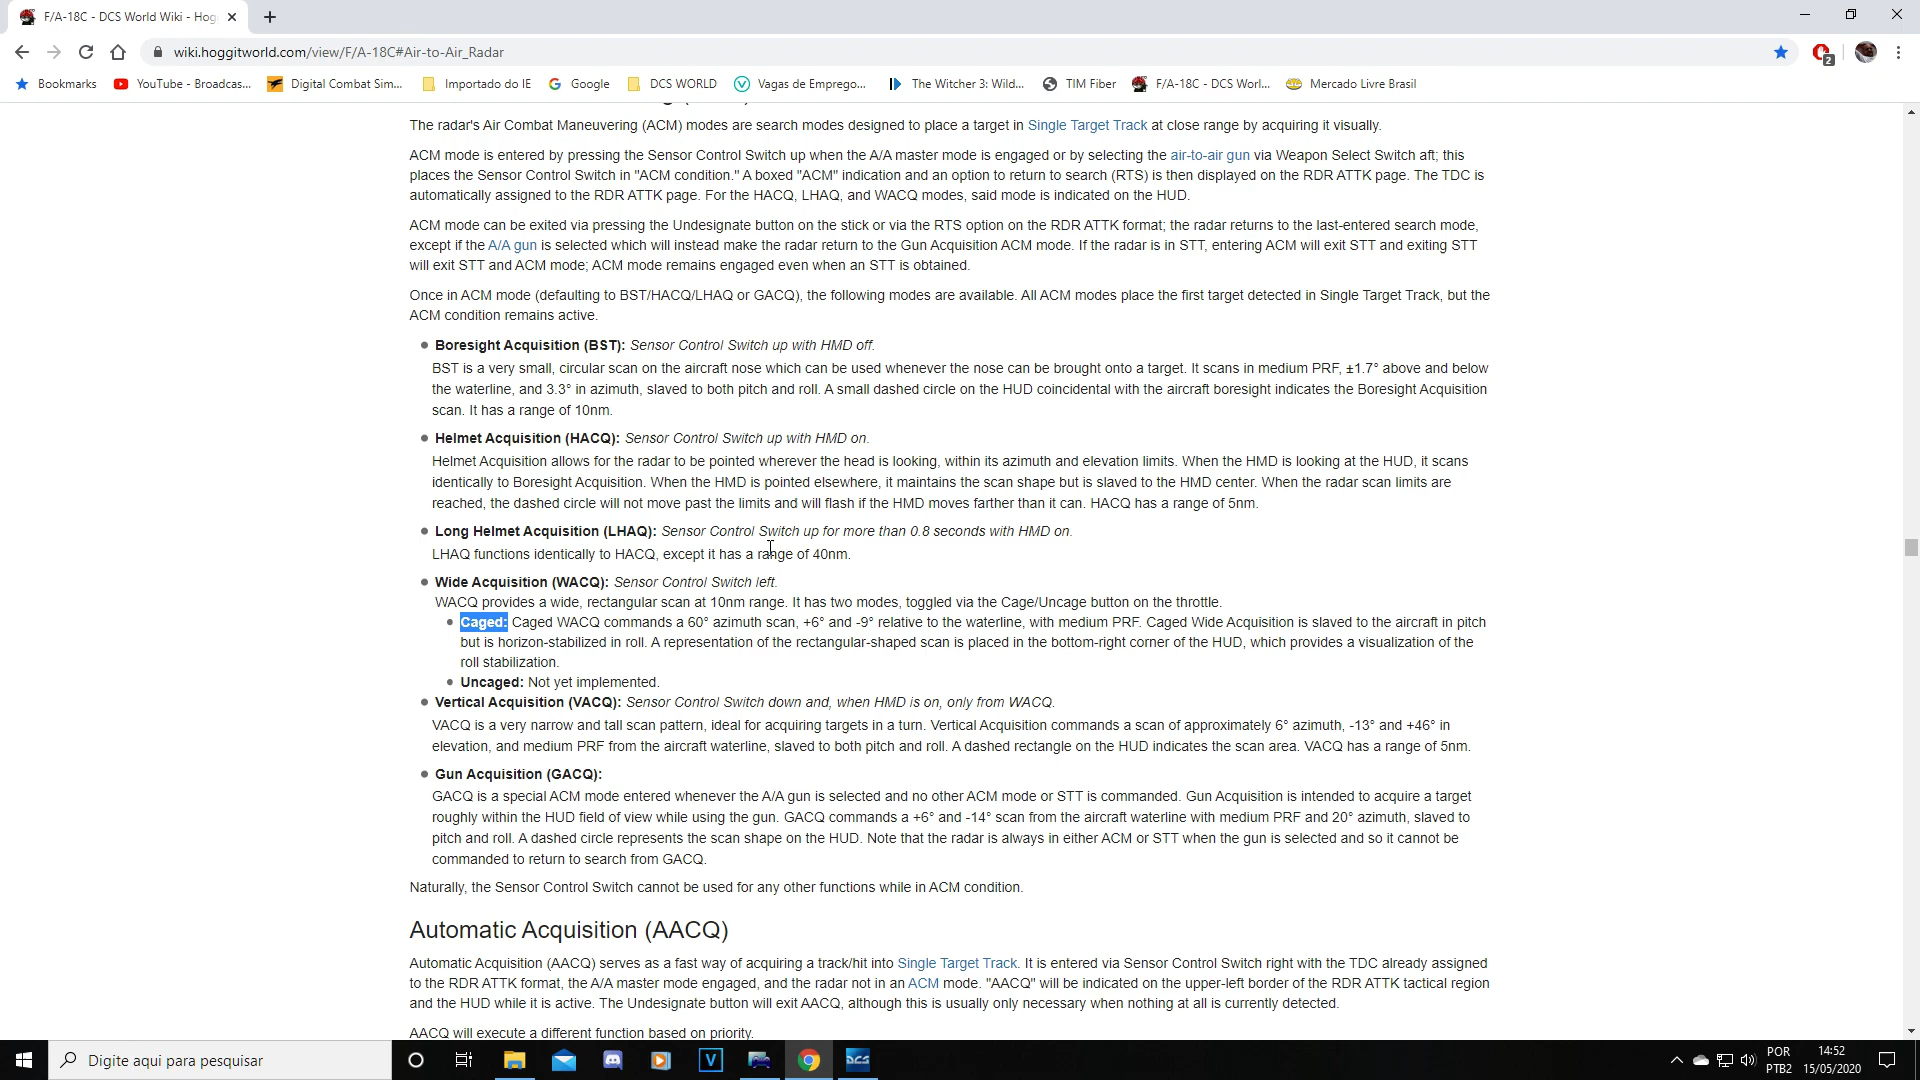 F/A-18C - DCS World Wiki - Hog
wiki.hoggitworld.com/view/F/A-18C#Air-to-Air_Radar
2
Bookmarks YouTube - Broadcas... Digital Combat Sim... Importado do IE Google DCS WORLD Vagas de Emprego... The Witcher 3: Wild... TIM Fiber F/A-18C - DCS Worl... Mercado Livre Brasil
The radar's Air Combat Maneuvering (ACM) modes are search modes designed to place a target in Single Target Track at close range by acquiring it visually.
ACM mode is entered by pressing the Sensor Control Switch up when the A/A master mode is engaged or by selecting the air-to-air gun via Weapon Select Switch aft; this
places the Sensor Control Switch in "ACM condition." A boxed "ACM" indication and an option to return to search (RTS) is then displayed on the RDR ATTK page. The TDC is
automatically assigned to the RDR ATTK page. For the HACQ, LHAQ, and WACQ modes, said mode is indicated on the HUD.
ACM mode can be exited via pressing the Undesignate button on the stick or via the RTS option on the RDR ATTK format; the radar returns to the last-entered search mode,
except if the A/A gun is selected which will instead make the radar return to the Gun Acquisition ACM mode. If the radar is in STT, entering ACM will exit STT and exiting STT
will exit STT and ACM mode; ACM mode remains engaged even when an STT is obtained.
Once in ACM mode (defaulting to BST/HACQ/LHAQ or GACQ), the following modes are available. All ACM modes place the first target detected in Single Target Track, but the
ACM condition remains active.
Boresight Acquisition (BST): Sensor Control Switch up with HMD off.
BST is a very small, circular scan on the aircraft nose which can be used whenever the nose can be brought onto a target. It scans in medium PRF, ±1.7° above and below
the waterline, and 3.3° in azimuth, slaved to both pitch and roll. A small dashed circle on the HUD coincidental with the aircraft boresight indicates the Boresight Acquisition
scan. It has a range of 10nm.
Helmet Acquisition (HACQ): Sensor Control Switch up with HMD on.
Helmet Acquisition allows for the radar to be pointed wherever the head is looking, within its azimuth and elevation limits. When the HMD is looking at the HUD, it scans
identically to Boresight Acquisition. When the HMD is pointed elsewhere, it maintains the scan shape but is slaved to the HMD center. When the radar scan limits are
reached, the dashed circle will not move past the limits and will flash if the HMD moves farther than it can. HACQ has a range of 5nm.
Long Helmet Acquisition (LHAQ): Sensor Control Switch up for more than 0.8 seconds with HMD on.
LHAQ functions identically to HACQ, except it has a range of 40nm.
Wide Acquisition (WACQ): Sensor Control Switch left.
WACQ provides a wide, rectangular scan at 10nm range. It has two modes, toggled via the Cage/Uncage button on the throttle.
Caged: Caged WACQ commands a 60° azimuth scan, +6° and -9° relative to the waterline, with medium PRF. Caged Wide Acquisition is slaved to the aircraft in pitch
but is horizon-stabilized in roll. A representation of the rectangular-shaped scan is placed in the bottom-right corner of the HUD, which provides a visualization of the
roll stabilization.
Uncaged: Not yet implemented.
Vertical Acquisition (VACQ): Sensor Control Switch down and, when HMD is on, only from WACQ.
VACQ is a very narrow and tall scan pattern, ideal for acquiring targets in a turn. Vertical Acquisition commands a scan of approximately 6° azimuth, -13° and +46° in
elevation, and medium PRF from the aircraft waterline, slaved to both pitch and roll. A dashed rectangle on the HUD indicates the scan area. VACQ has a range of 5nm.
Gun Acquisition (GACQ):
GACQ is a special ACM mode entered whenever the A/A gun is selected and no other ACM mode or STT is commanded. Gun Acquisition is intended to acquire a target
roughly within the HUD field of view while using the gun. GACQ commands a +6° and -14° scan from the aircraft waterline with medium PRF and 20° azimuth, slaved to
pitch and roll. A dashed circle represents the scan shape on the HUD. Note that the radar is always in either ACM or STT when the gun is selected and so it cannot be
commanded to return to search from GACQ.
Naturally, the Sensor Control Switch cannot be used for any other functions while in ACM condition.
Automatic Acquisition (AACQ)
Automatic Acquisition (AACQ) serves as a fast way of acquiring a track/hit into Single Target Track. It is entered via Sensor Control Switch right with the TDC already assigned
to the RDR ATTK format, the A/A master mode engaged, and the radar not in an ACM mode. "AACQ" will be indicated on the upper-left border of the RDR ATTK tactical region
and the HUD while it is active. The Undesignate button will exit AACQ, although this is usually only necessary when nothing at all is currently detected.
AACQ will execute a different function based on priority.
Digite aqui para pesquisar
V
DCS
POR
PTB2
14:52
15/05/2020